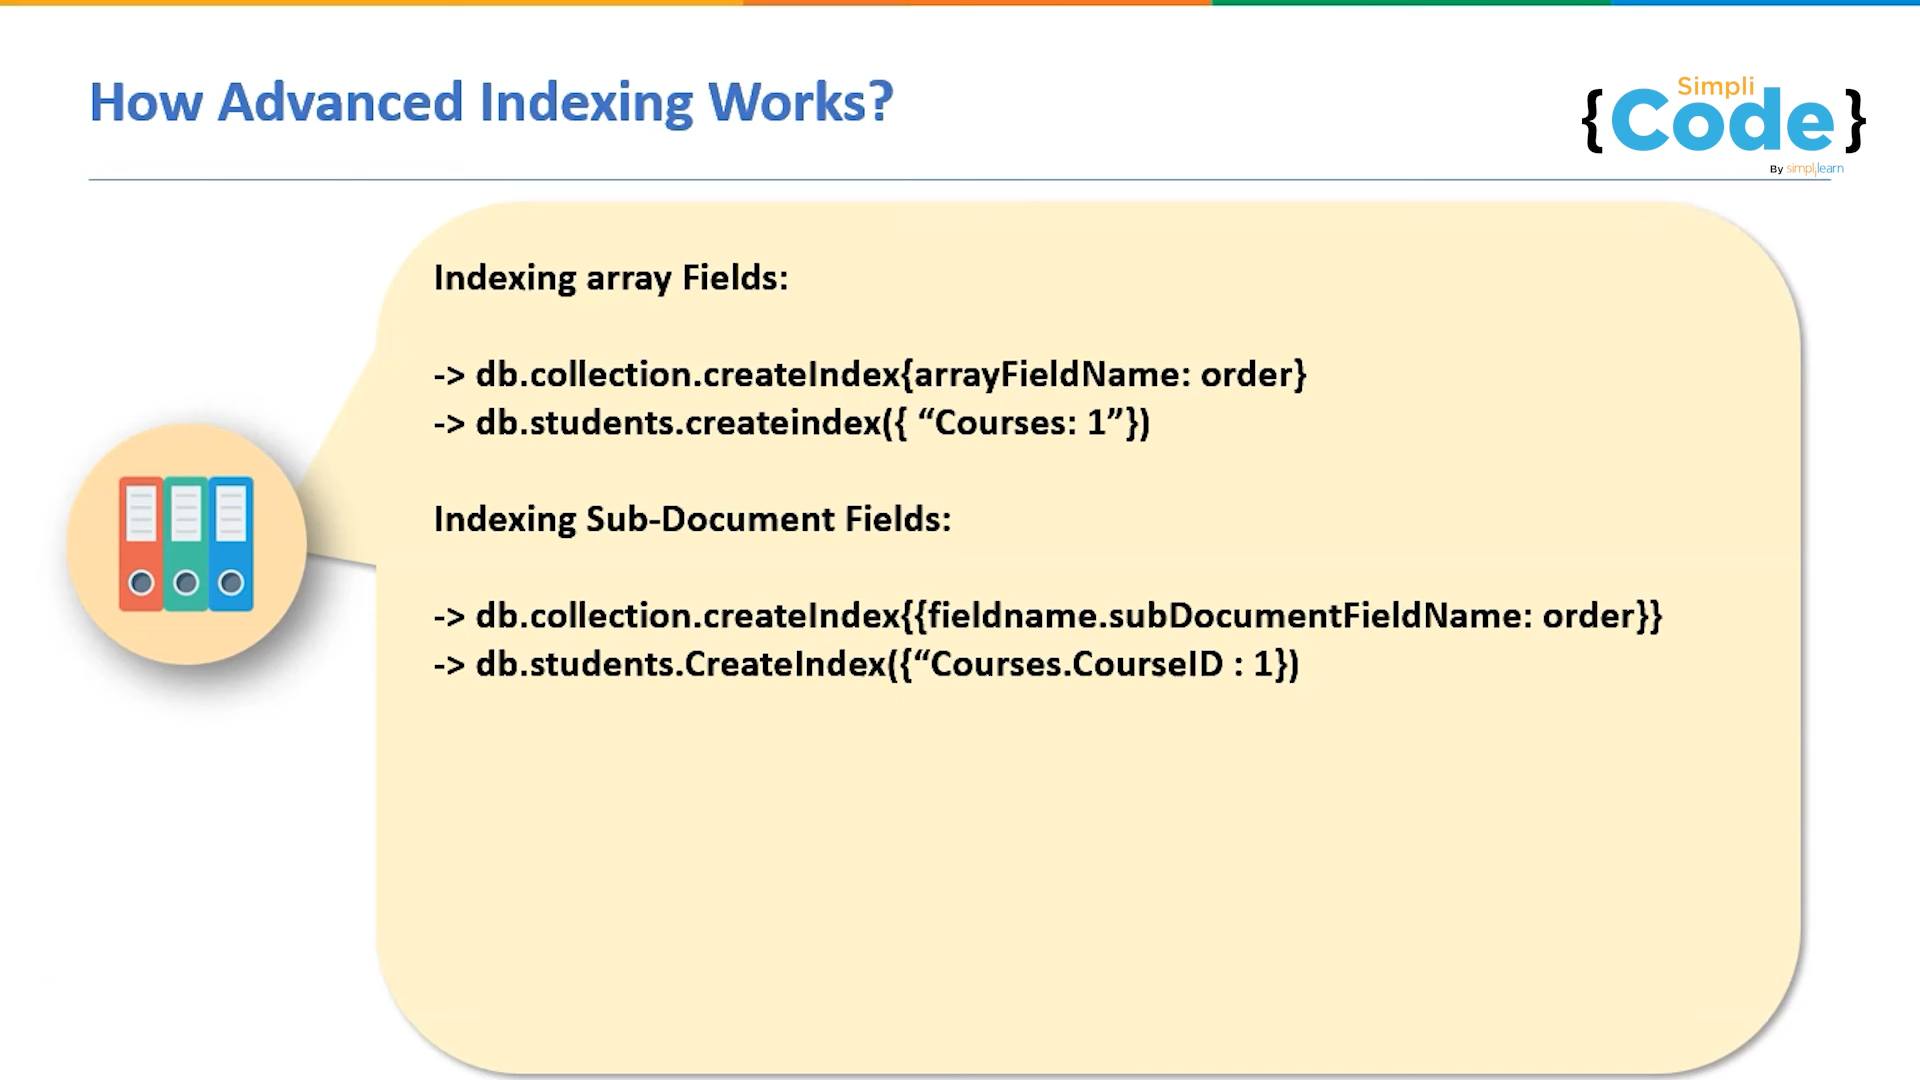 How Advanced Indexing Works?
Simpli
{Code}
By simplilearn
Indexing array Fields:
-> db.collection.createIndex{arrayFieldName: order}
-> db.students.createindex({ “Courses: 1”})
Indexing Sub-Document Fields:
-> db.collection.createIndex{{fieldname.subDocumentFieldName: order}}
-> db.students.CreateIndex({“Courses.CourseID : 1})